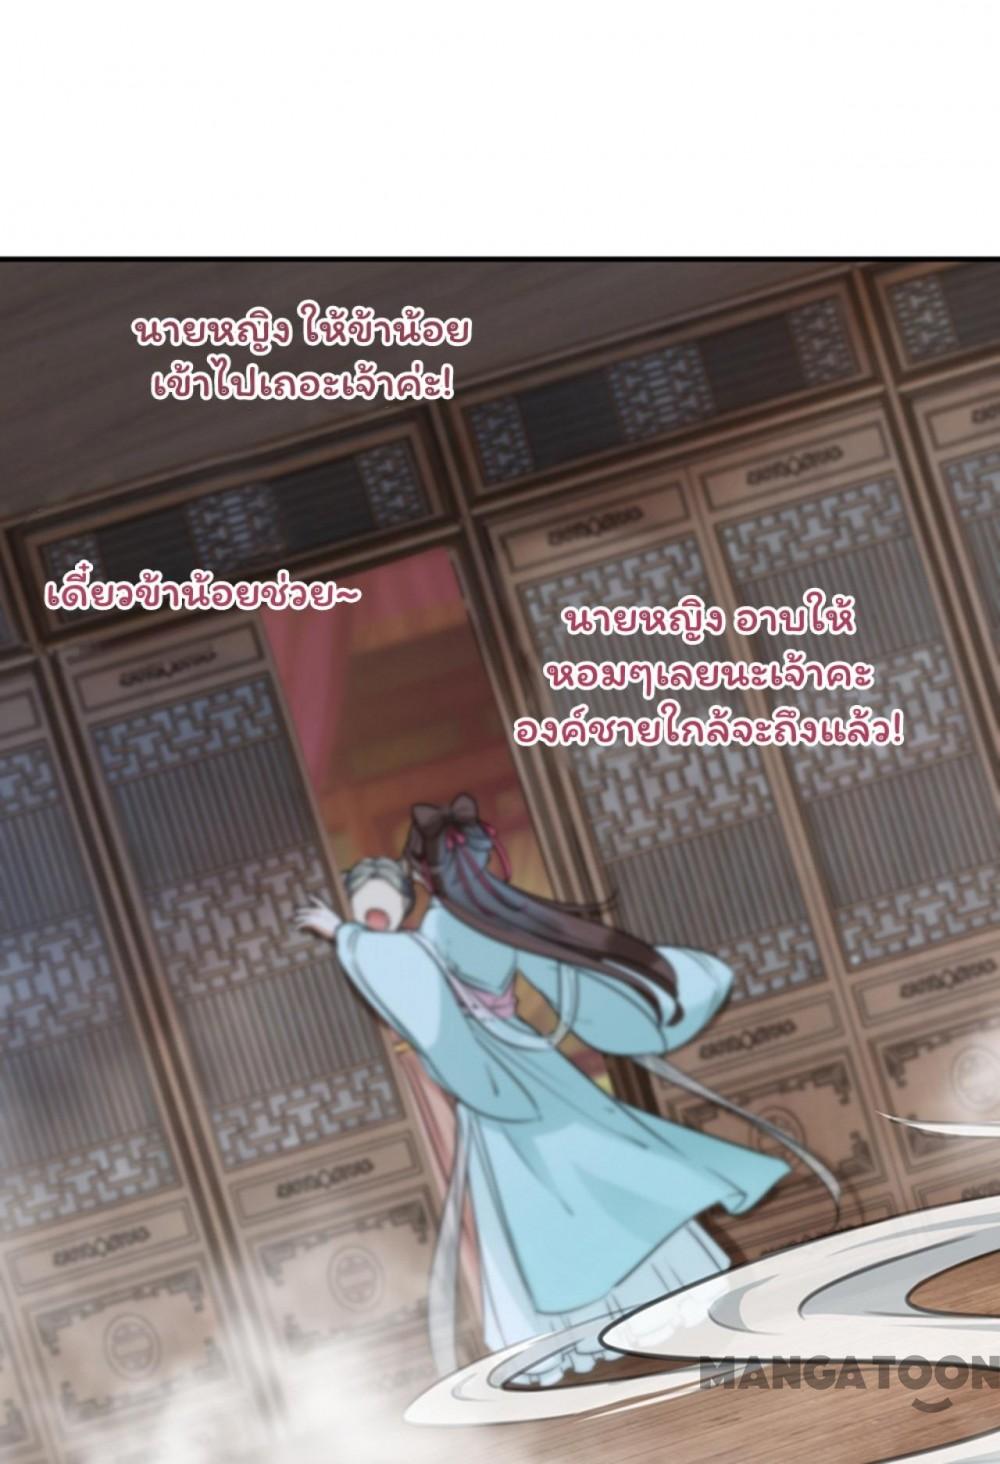 นายหญิง ให้ข้าน้อย
เข้าไปเถอะเจ้าค่ะ!
เดี๋ยวข้าน้อยช่วย~
นายหญิง อาบให้
หอมๆเลยนะเจ้าคะ
องค์ชายใกล้จะถึงแล้ว!
MANGATOON